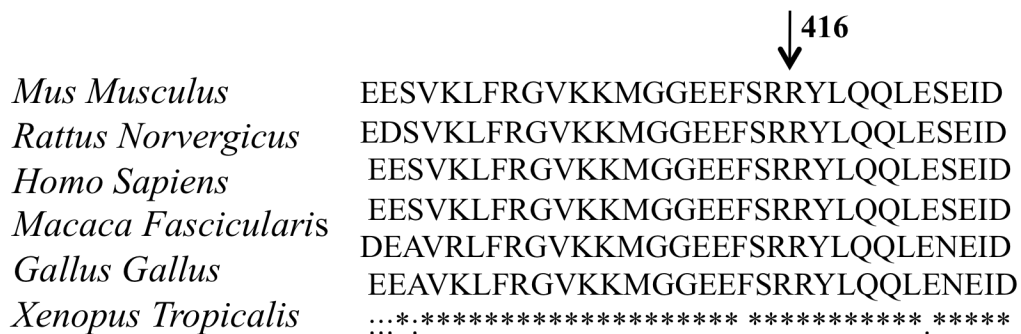 416
Mus Musculus EESVKLFRGVKKMGGEEFSRRYLQQLESEID
Rattus Norvergicus EDSVKLFRGVKKMGGEEFSRRYLQQLESEID
Homo Sapiens EESVKLFRGVKKMGGEEFSRRYLQQLESEID
Macaca Fascicularis EESVKLFRGVKKMGGEEFSRRYLQQLESEID
Gallus Gallus DEAVRLFRGVKKMGGEEFSRRYLQQLENEID
Xenopus Tropicalis EEAVKLFRGVKKMGGEEFSRRYLQQLENEID
:::*:********************* ***********.*****